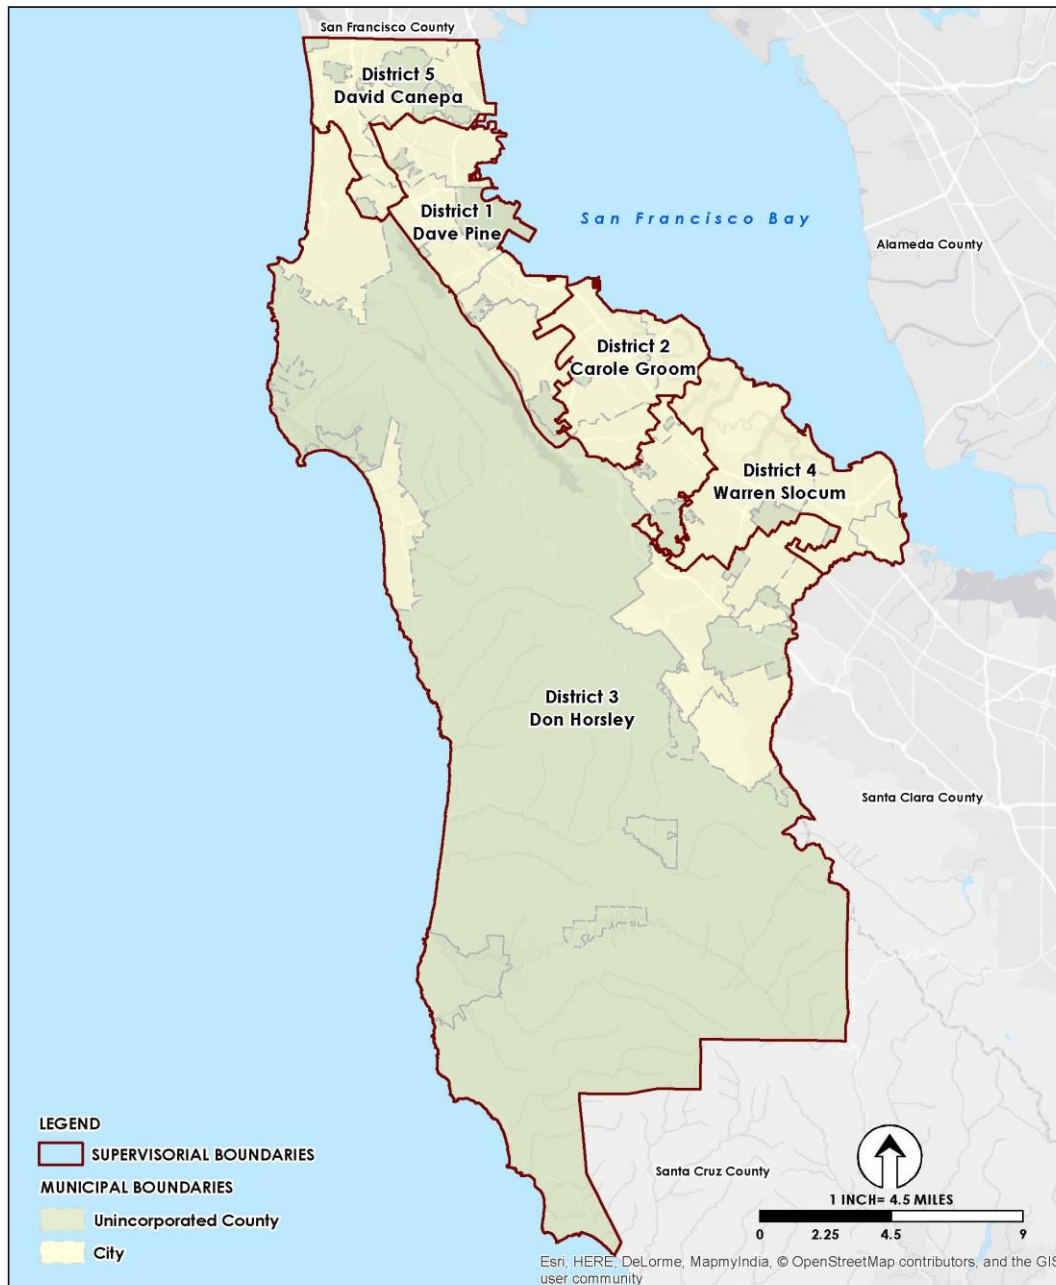 San Francisco County
District 5
David Canepa
District 1
Dave Pine
San Francisco Bay
Alameda County
District 2
Carole Groom
District 4
Warren Slocum
District 3
Don Horsley
Santa Clara County
LEGEND
SUPERVISORIAL BOUNDARIES
MUNICIPAL BOUNDARIES
Unincorporated County
City
Santa Cruz County
1 INCH= 4.5 MILES
0 2.25 4.5 9
Esri, HERE, DeLorme, MapmyIndia, © OpenStreetMap contributors, and the GIS
user community